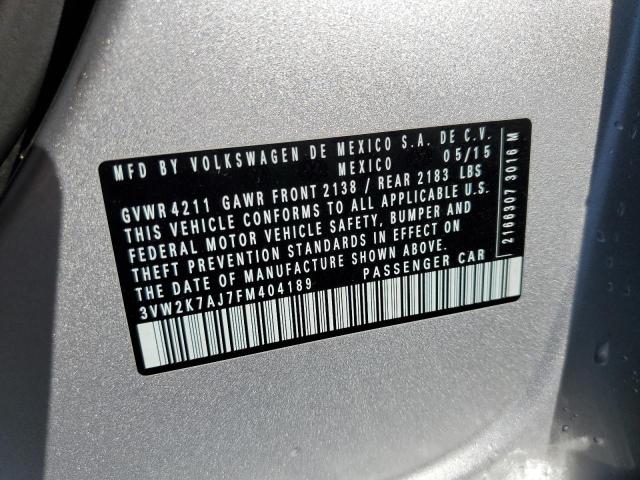 MFD BY VOLKSWAGEN DE MEXICO S.A. DE C.V.
MEXICO 05/15
GVWR 4211 GAWR FRONT 2138 / REAR 2183 LBS
THIS VEHICLE CONFORMS TO ALL APPLICABLE U.S.
FEDERAL MOTOR VEHICLE SAFETY, BUMPER AND
THEFT PREVENTION STANDARDS IN EFFECT ON
THE DATE OF MANUFACTURE SHOWN ABOVE.
3VW2K7AJ7FM404189 PASSENGER CAR
2166307 3016 M